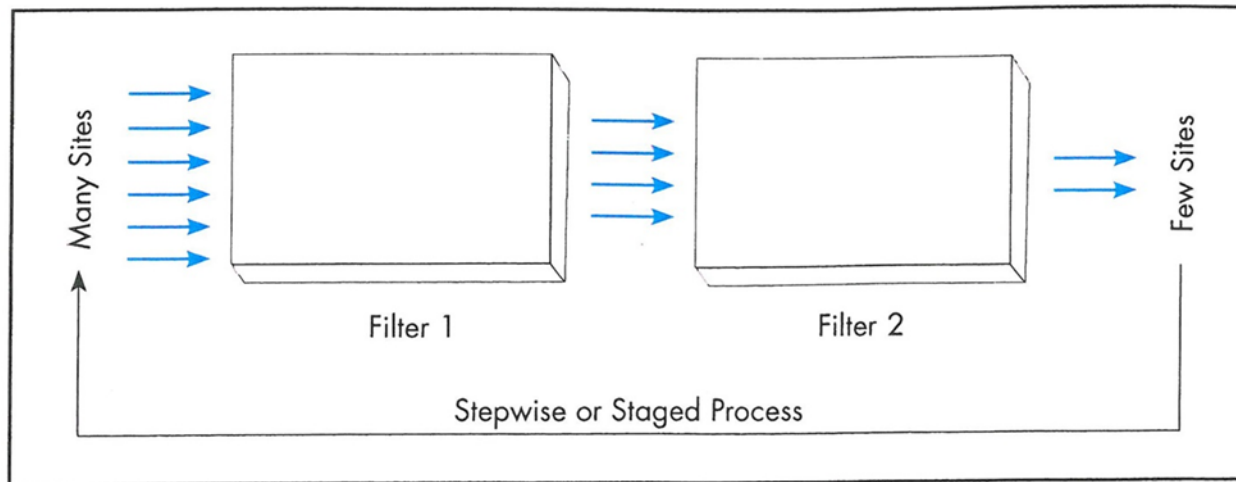 Many Sites
Filter 1
Filter 2
Few Sites
Stepwise or Staged Process